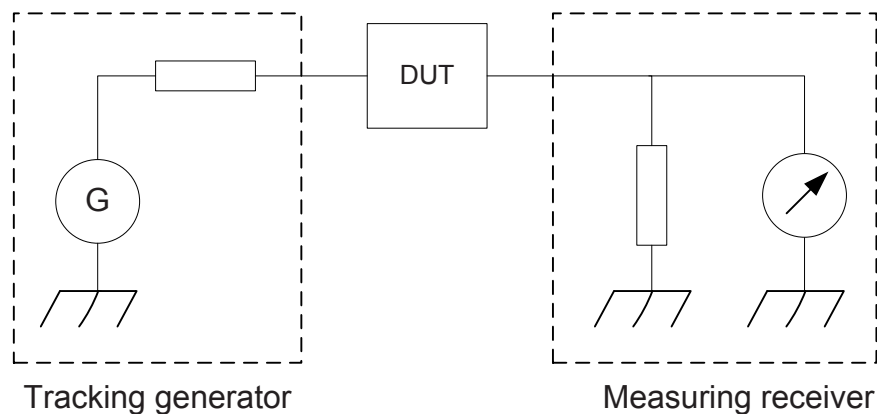 DUT
G
Tracking generator
Measuring receiver